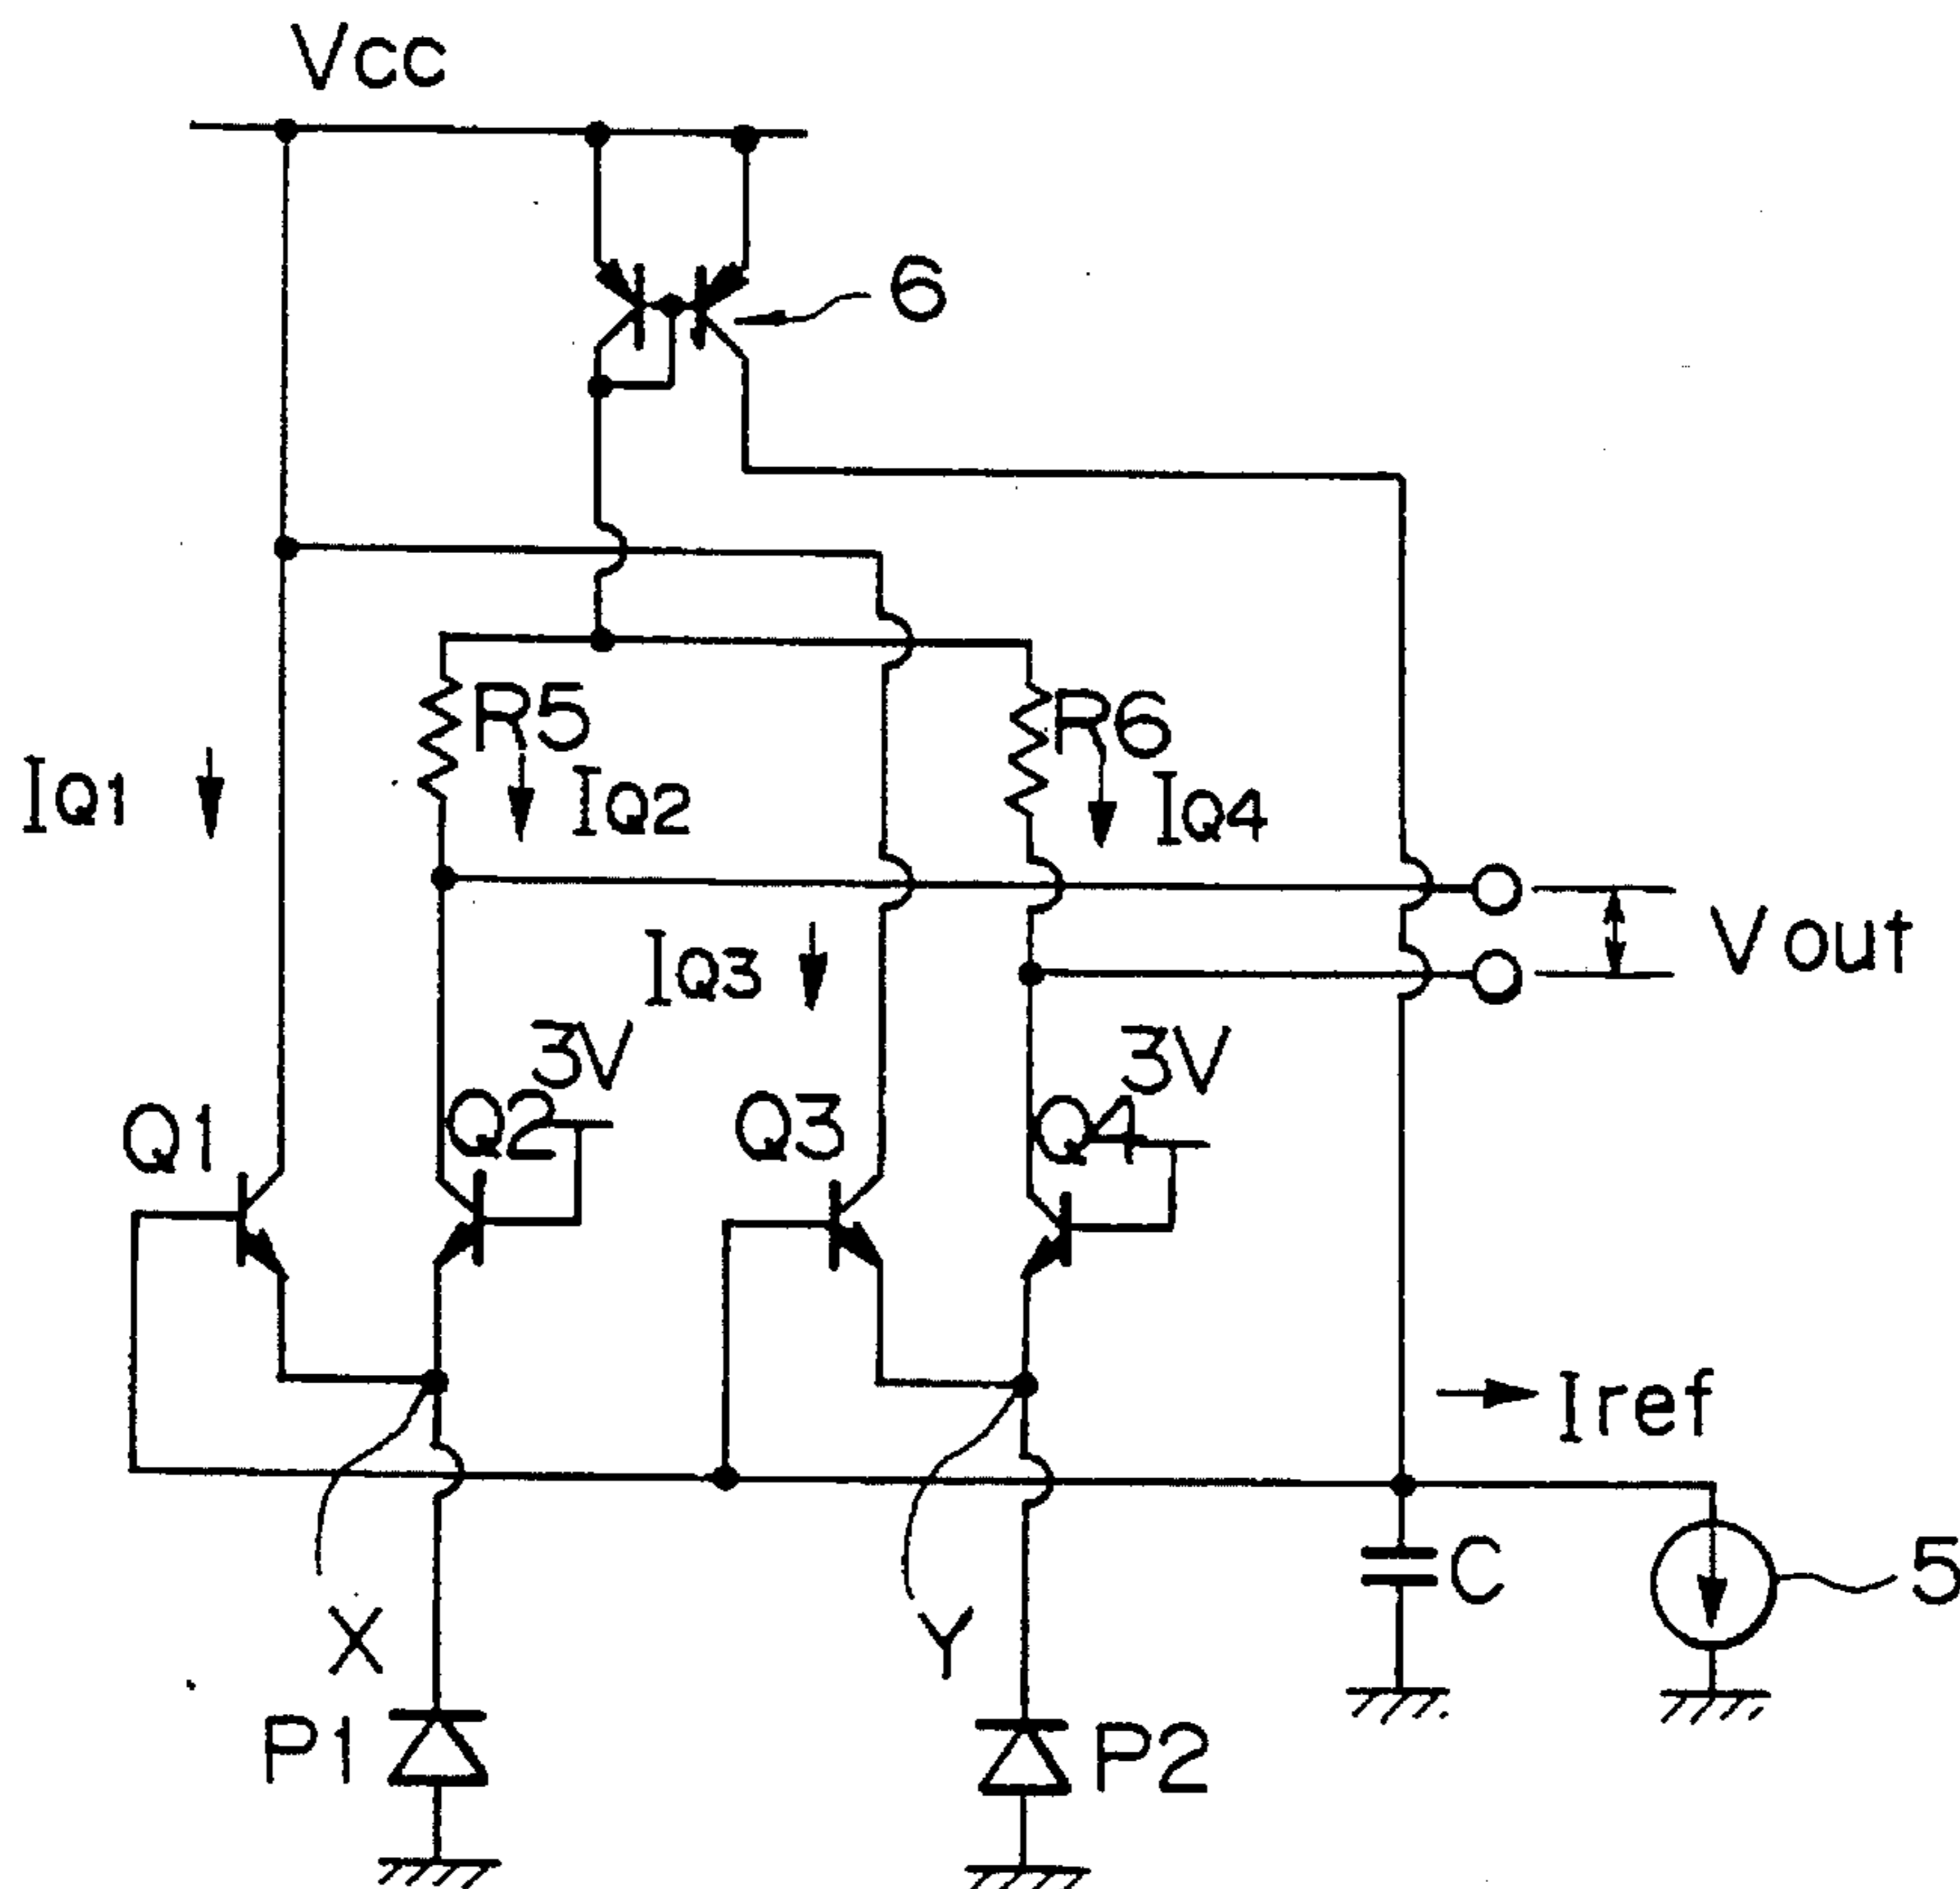 Vcc
6
R5
R6
IQ1
IQ2
IQ4
Vout
IQ3
3V
3V
Q1
Q2
Q3
Q4
Iref
C
5
X
Y
P1
P2